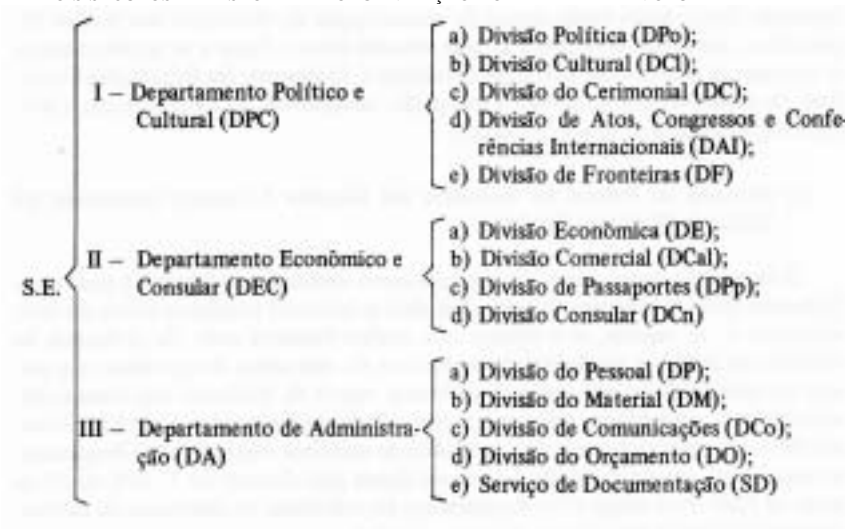 a) Divisão Política (DPo);
b) Divisão Cultural (DCl);
I – Departamento Político e
Cultural (DPC)
c) Divisão do Cerimonial (DC);
d) Divisão de Atos, Congressos e Confe-
rências Internacionais (DAI);
e) Divisão de Fronteiras (DF)
S.E.
II – Departamento Econômico e
Consular (DEC)
a) Divisão Econômica (DE);
b) Divisão Comercial (DCal);
c) Divisão de Passaportes (DPp);
d) Divisão Consular (DCn)
III – Departamento de Administra-
ção (DA)
a) Divisão do Pessoal (DP);
b) Divisão do Material (DM);
c) Divisão de Comunicações (DCo);
d) Divisão do Orçamento (DO);
e) Serviço de Documentação (SD)